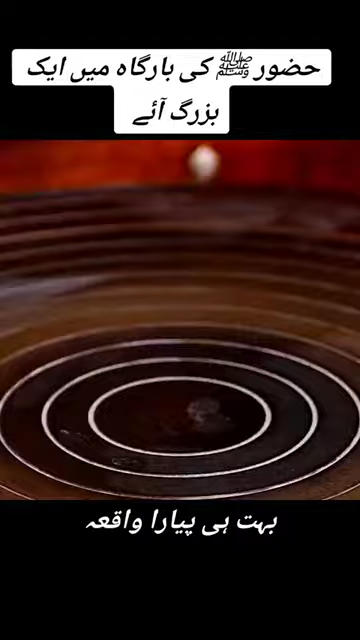 حضور ﷺ کی بارگاہ میں ایک
بزرگ آئے
بہت ہی پیارا واقعہ